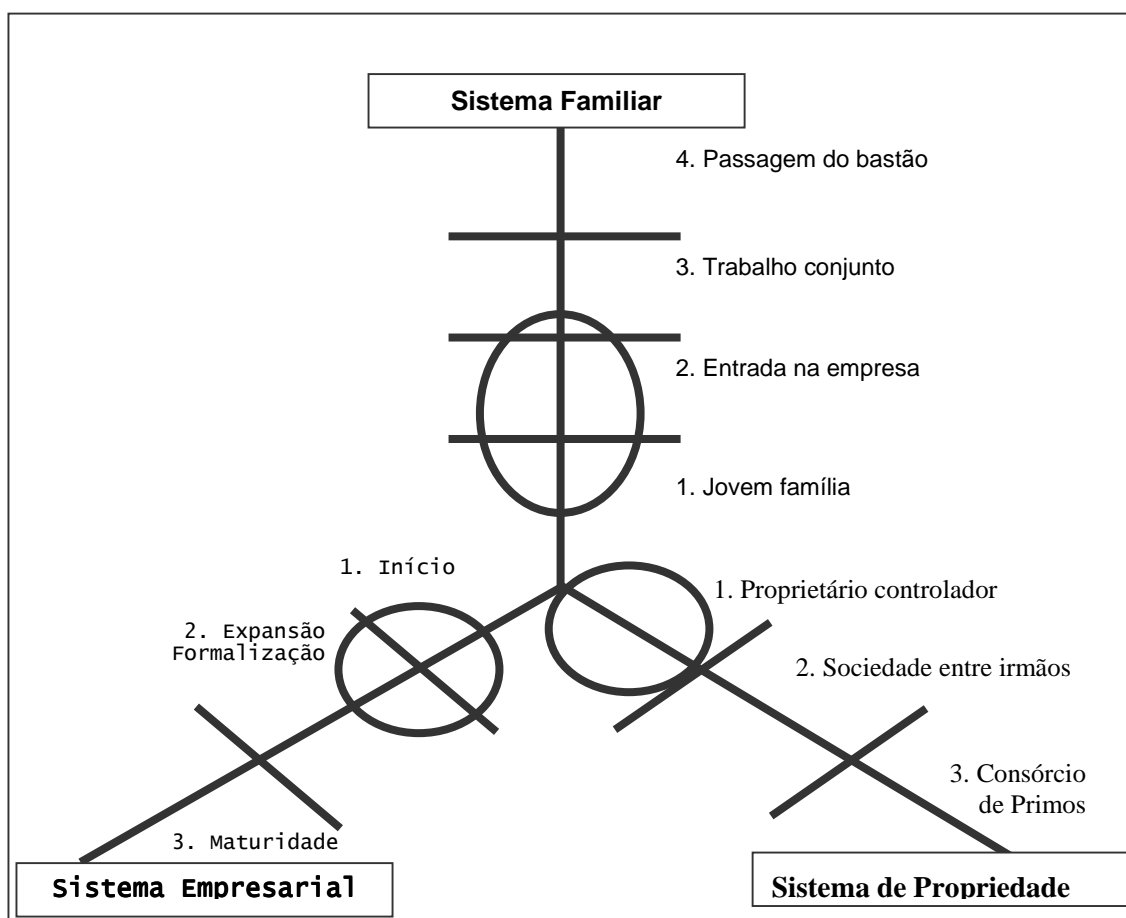 Sistema Familiar
4. Passagem do bastão
3. Trabalho conjunto
2. Entrada na empresa
1. Jovem família
1. Início
1. Proprietário controlador
2. Expansão
Formalização
2. Sociedade entre irmãos
3. Consórcio
de Primos
3. Maturidade
Sistema Empresarial
Sistema de Propriedade